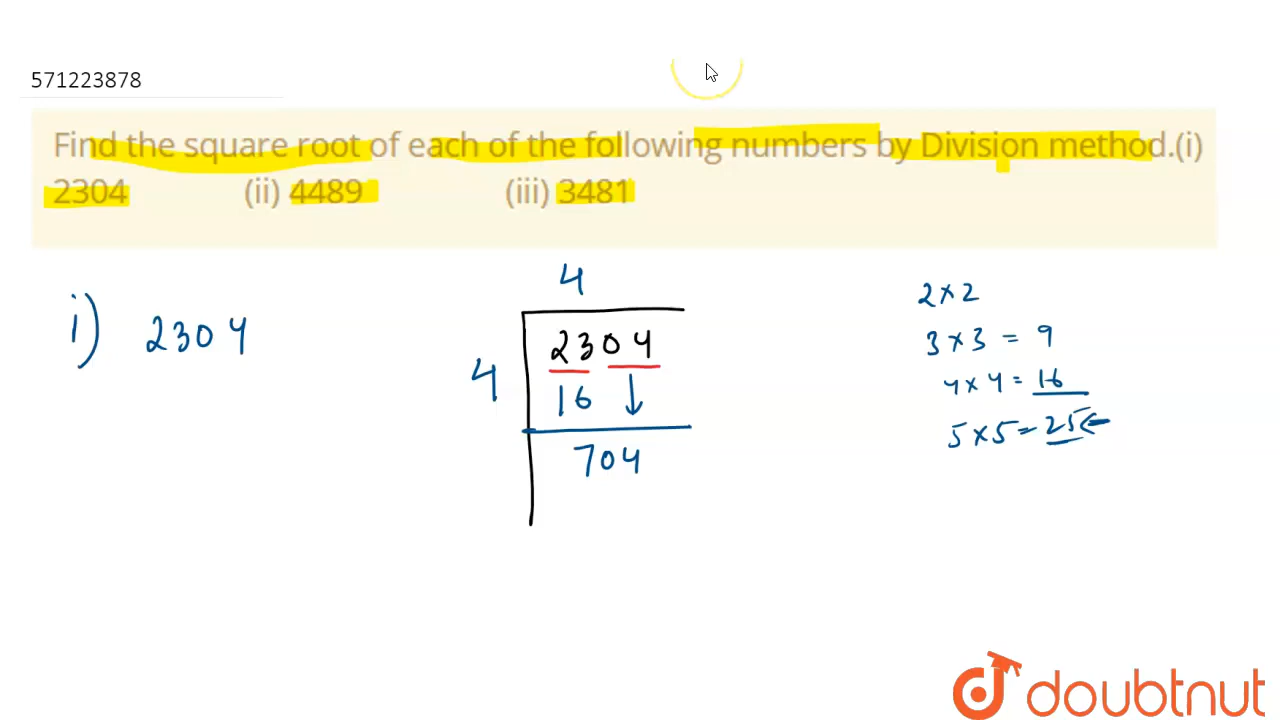 571223878
Find the square root of each of the following numbers by Division method.(i)
2304 (ii) 4489 (iii) 3481
i) 2304
4
4
2304
16
704
2 × 2
3 × 3 = 9
4 × 4 = 16
5 × 5 = 25
doubtnut